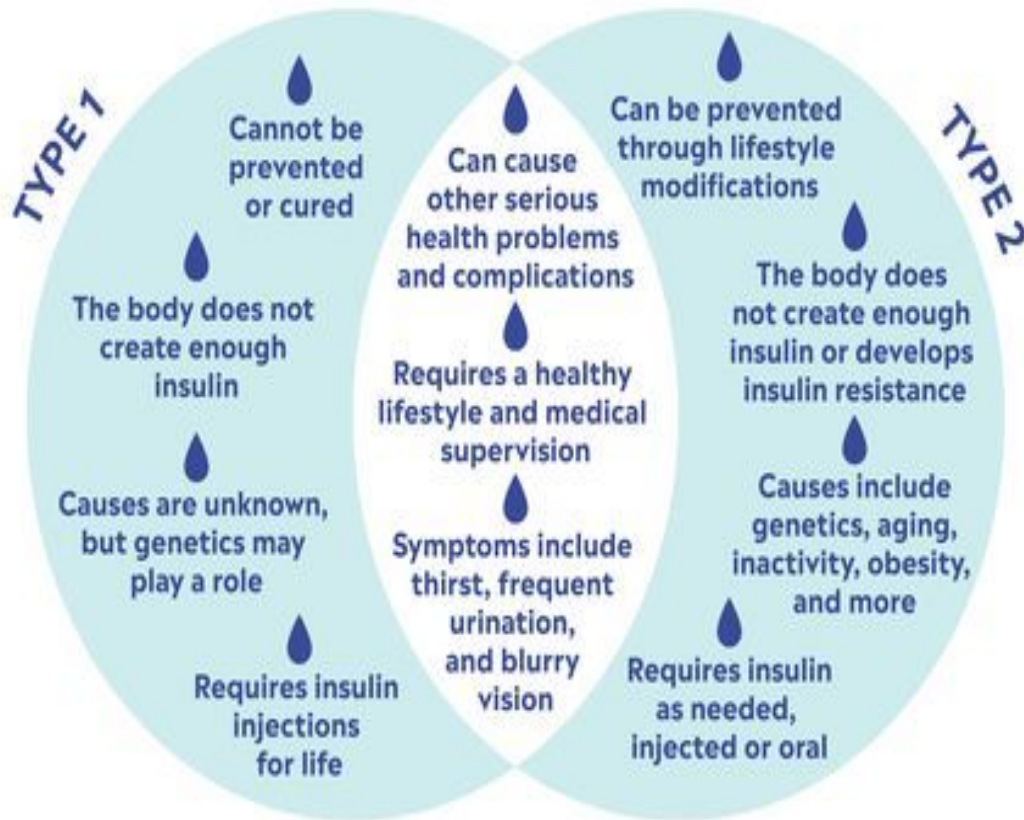 TYPE 1
Cannot be
prevented
or cured
The body does not
create enough
insulin
Causes are unknown,
but genetics may
play a role
Requires insulin
injections
for life
Can cause
other serious
health problems
and complications
Requires a healthy
lifestyle and medical
supervision
Symptoms include
thirst, frequent
urination,
and blurry
vision
TYPE 2
Can be prevented
through lifestyle
modifications
The body does
not create enough
insulin or develops
insulin resistance
Causes include
genetics, aging,
inactivity, obesity,
and more
Requires insulin
as needed,
injected or oral